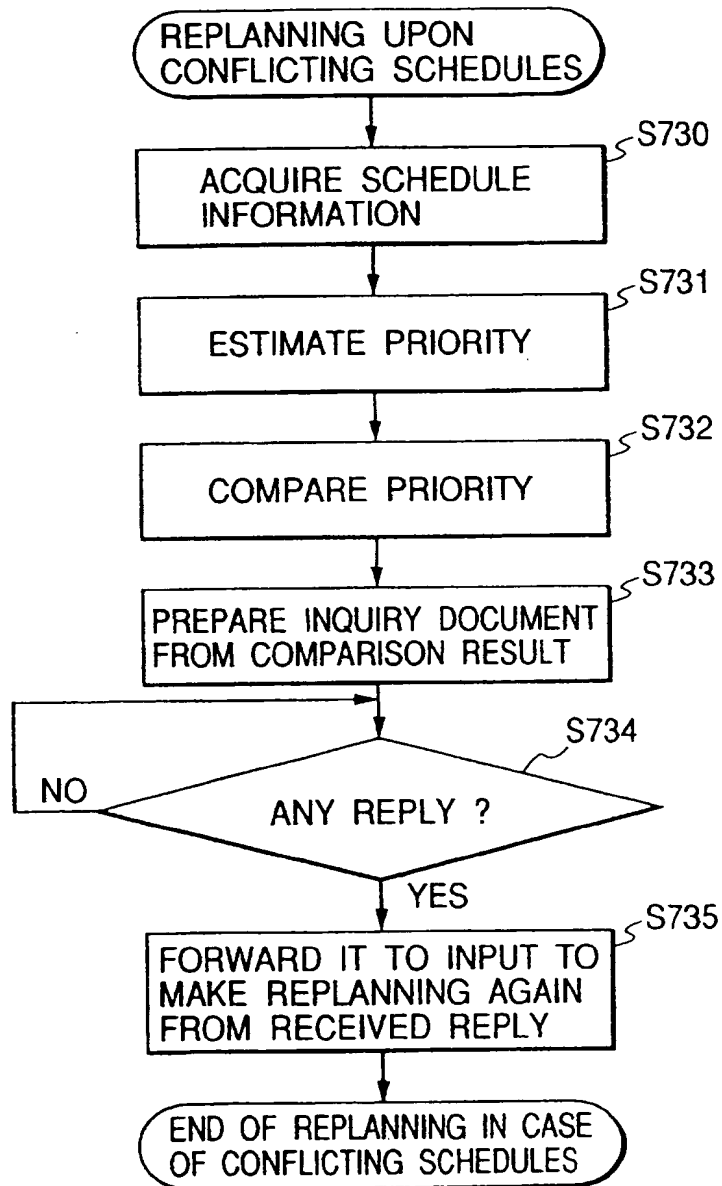 REPLANNING UPON
CONFLICTING SCHEDULES
S730
ACQUIRE SCHEDULE
INFORMATION
S731
ESTIMATE PRIORITY
S732
COMPARE PRIORITY
S733
PREPARE INQUIRY DOCUMENT
FROM COMPARISON RESULT
S734
NO
ANY REPLY ?
YES
S735
FORWARD IT TO INPUT TO
MAKE REPLANNING AGAIN
FROM RECEIVED REPLY
END OF REPLANNING IN CASE
OF CONFLICTING SCHEDULES